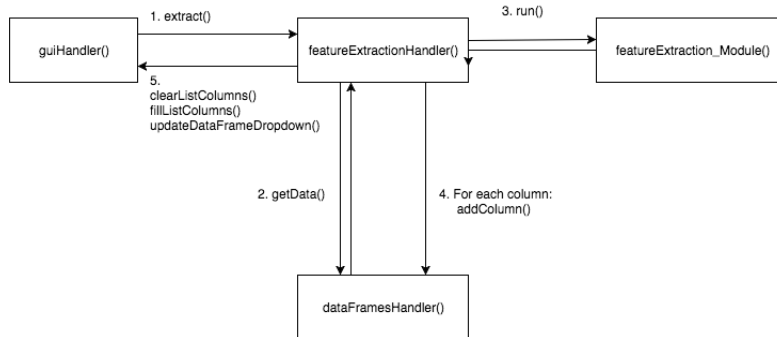 1. extract()
3. run()
guiHandler()
featureExtractionHandler()
featureExtraction_Module()
5.
clearListColumns()
fillListColumns()
updateDataFrameDropdown()
2. getData()
4. For each column:
addColumn()
dataFramesHandler()